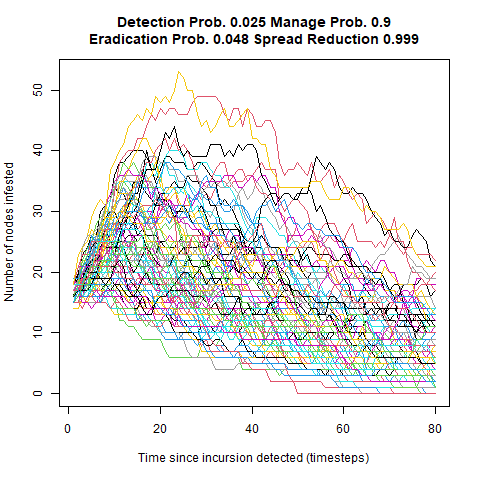 Detection Prob. 0.025 Manage Prob. 0.9
Eradication Prob. 0.048 Spread Reduction 0.999
Number of nodes infested
50
40
30
20
10
0
0 20 40 60 80
Time since incursion detected (timesteps)